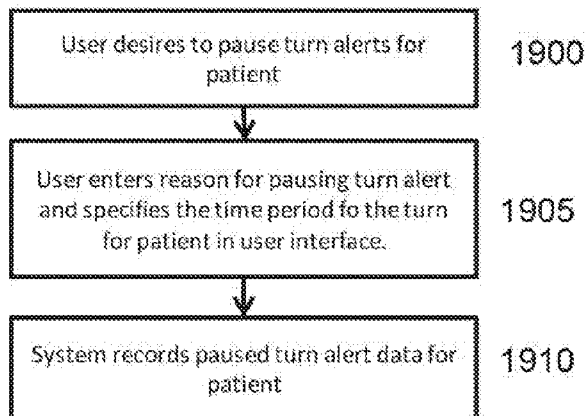 User desires to pause turn alerts for
patient
1900
User enters reason for pausing turn alert
and specifies the time period fo the turn
for patient in user interface.
1905
System records paused turn alert data for
patient
1910